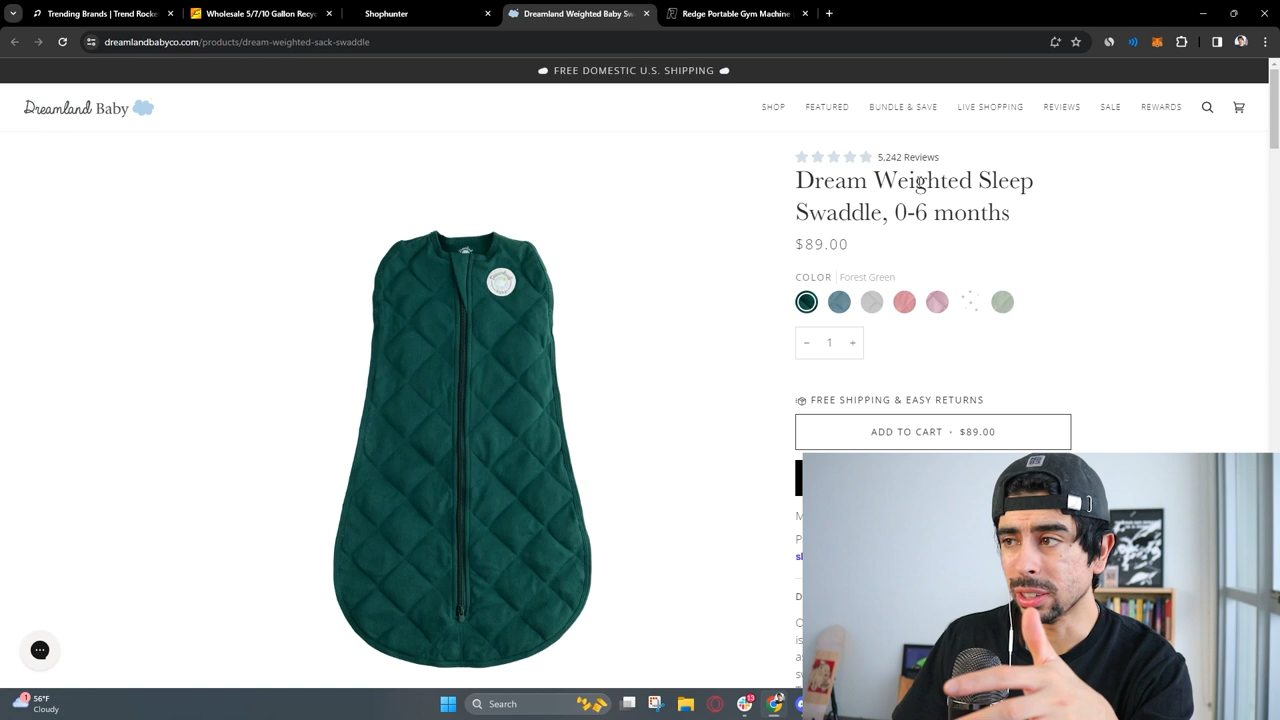 Trending Brands | Trend Rocke
Wholesale 5/7/10 Gallon Recyc
Shophunter
Dreamland Weighted Baby Sw
Redge Portable Gym Machine
dreamlandbabyco.com/products/dream-weighted-sack-swaddle
FREE DOMESTIC U.S. SHIPPING
Dreamland Baby
SHOP
FEATURED
BUNDLE & SAVE
LIVE SHOPPING
REVIEWS
SALE
REWARDS
5,242 Reviews
Dream Weighted Sleep
Swaddle, 0-6 months
$89.00
COLOR | Forest Green
− 1 +
FREE SHIPPING & EASY RETURNS
ADD TO CART • $89.00
56°F
Cloudy
Search